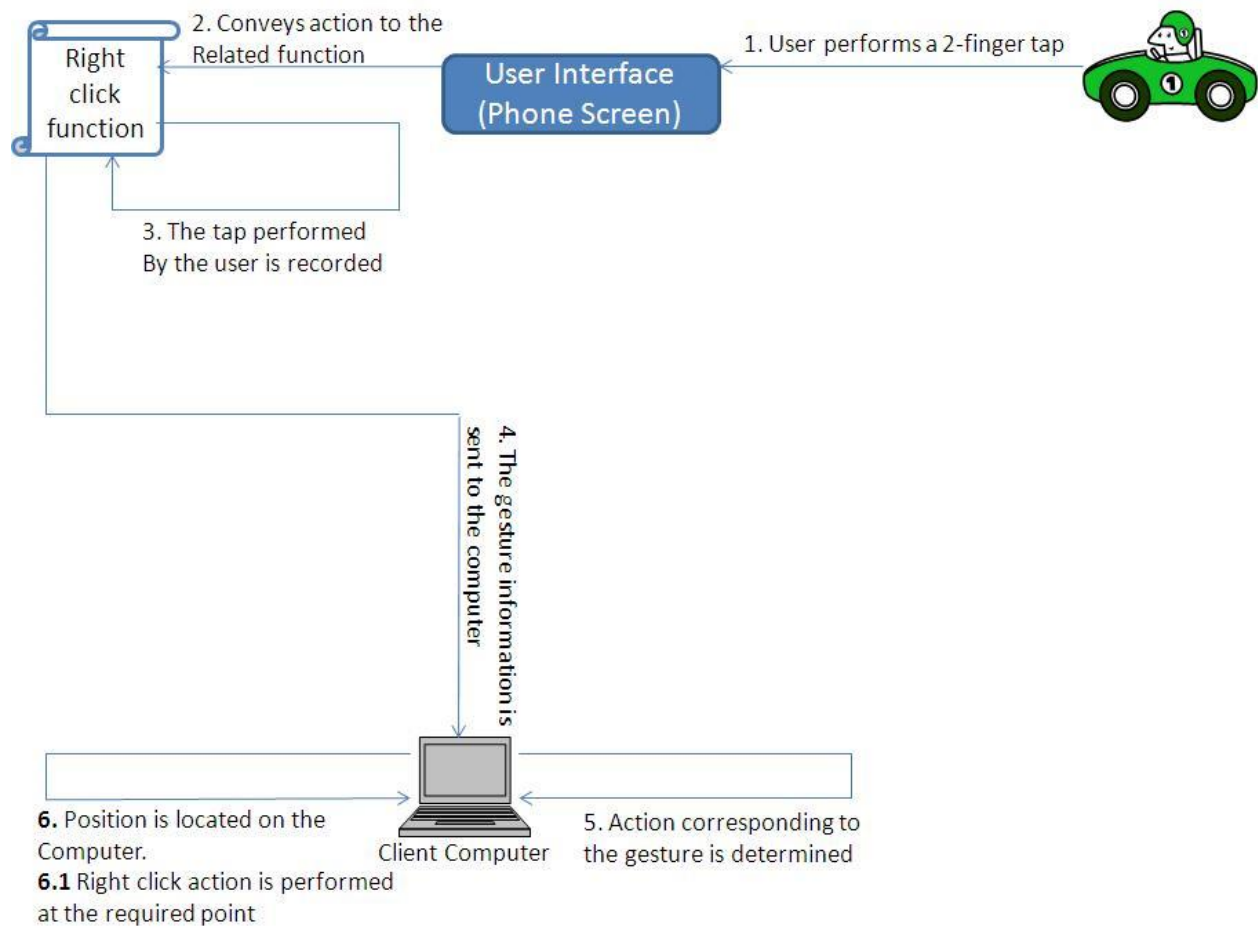 1. User performs a 2-finger tap
1
1
User Interface
(Phone Screen)
2. Conveys action to the
Related function
Right
click
function
3. The tap performed
By the user is recorded
4. The gesture information is
sent to the computer
Client Computer
5. Action corresponding to
the gesture is determined
6. Position is located on the
Computer.
6.1 Right click action is performed
at the required point